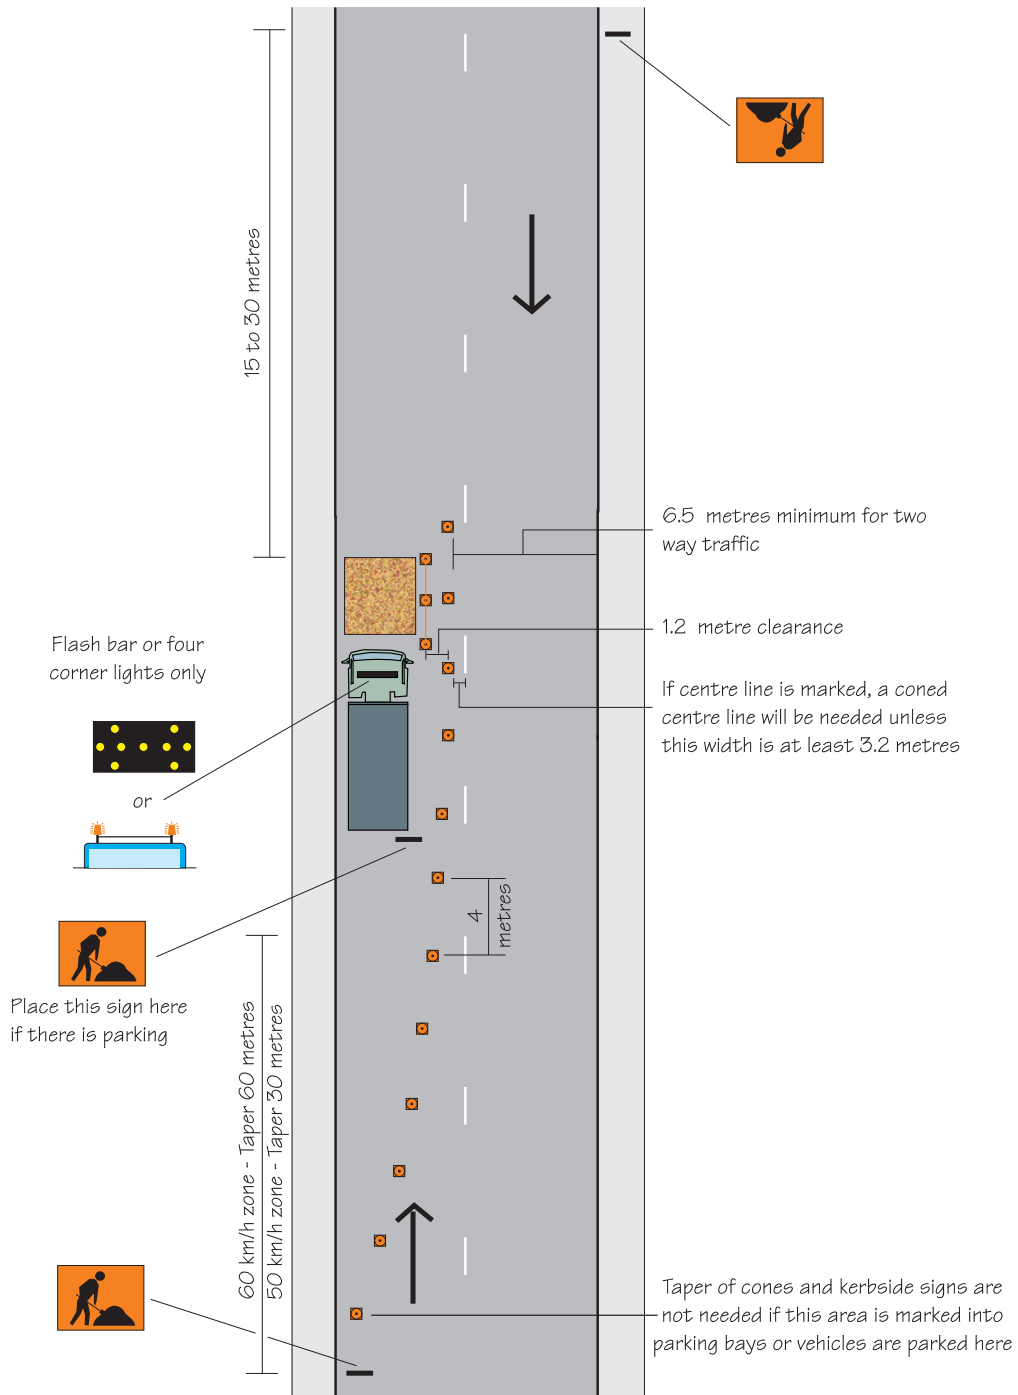 15 to 30 metres
6.5 metres minimum for two
way traffic
1.2 metre clearance
Flash bar or four
corner lights only
If centre line is marked, a coned
centre line will be needed unless
this width is at least 3.2 metres
or
4
metres
Place this sign here
if there is parking
60 km/h zone - Taper 60 metres
50 km/h zone - Taper 30 metres
Taper of cones and kerbside signs are
not needed if this area is marked into
parking bays or vehicles are parked here